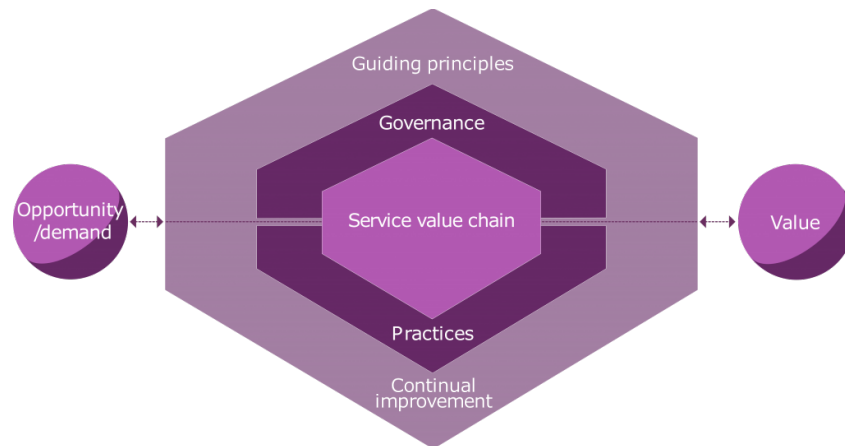 Guiding principles
Governance
Opportunity
/demand
Service value chain
Value
Practices
Continual
improvement